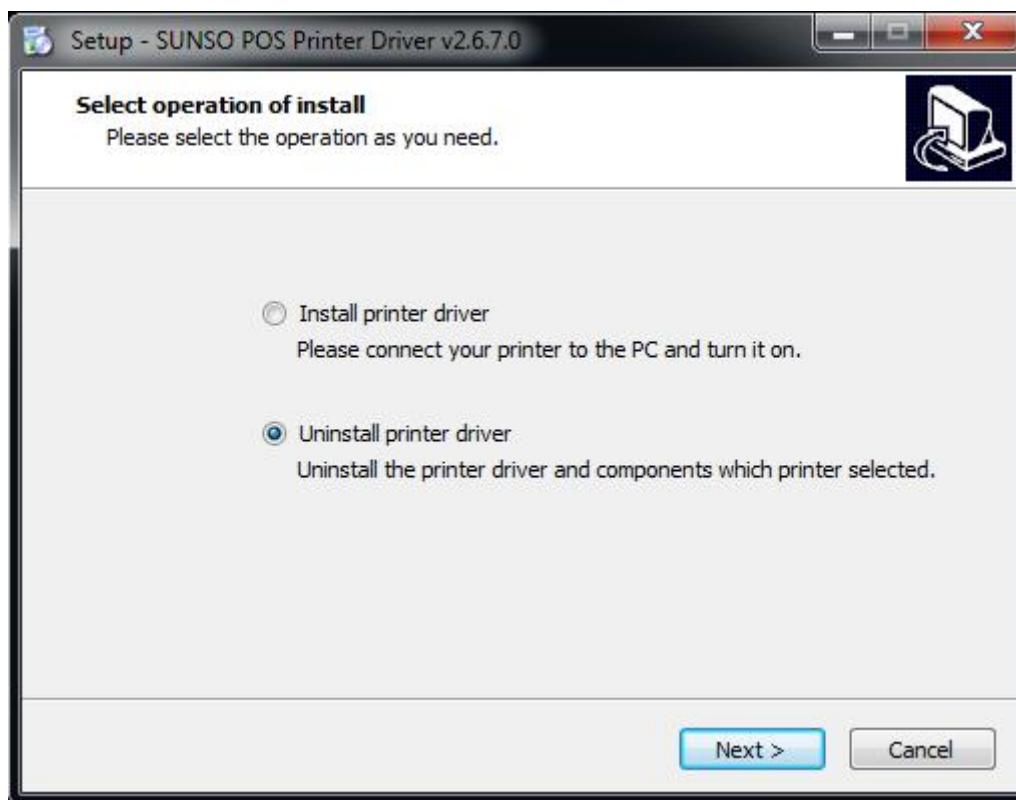 Setup - SUNSO POS Printer Driver v2.6.7.0
Select operation of install
Please select the operation as you need.
Install printer driver
Please connect your printer to the PC and turn it on.
Uninstall printer driver
Uninstall the printer driver and components which printer selected.
Next >
Cancel